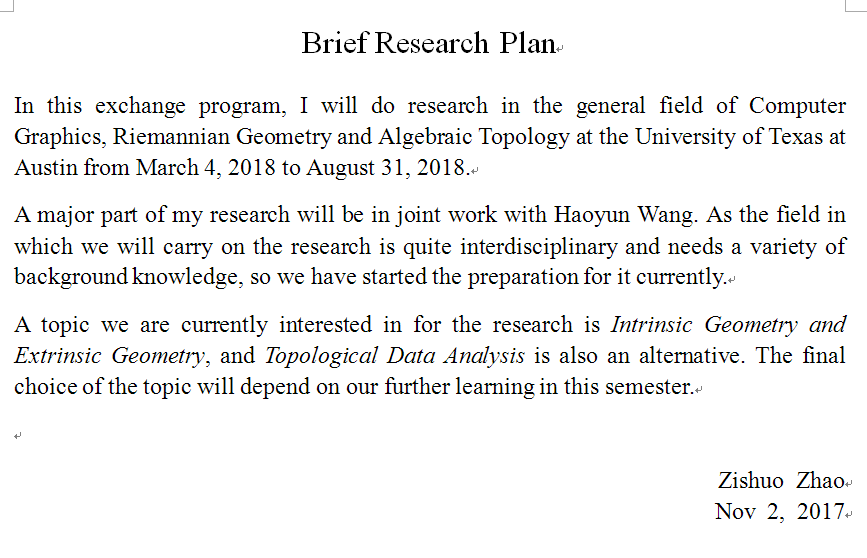 Brief Research Plan
In this exchange program, I will do research in the general field of Computer
Graphics, Riemannian Geometry and Algebraic Topology at the University of Texas at
Austin from March 4, 2018 to August 31, 2018.
A major part of my research will be in joint work with Haoyun Wang. As the field in
which we will carry on the research is quite interdisciplinary and needs a variety of
background knowledge, so we have started the preparation for it currently.
A topic we are currently interested in for the research is Intrinsic Geometry and
Extrinsic Geometry, and Topological Data Analysis is also an alternative. The final
choice of the topic will depend on our further learning in this semester.
Zishuo Zhao
Nov 2, 2017